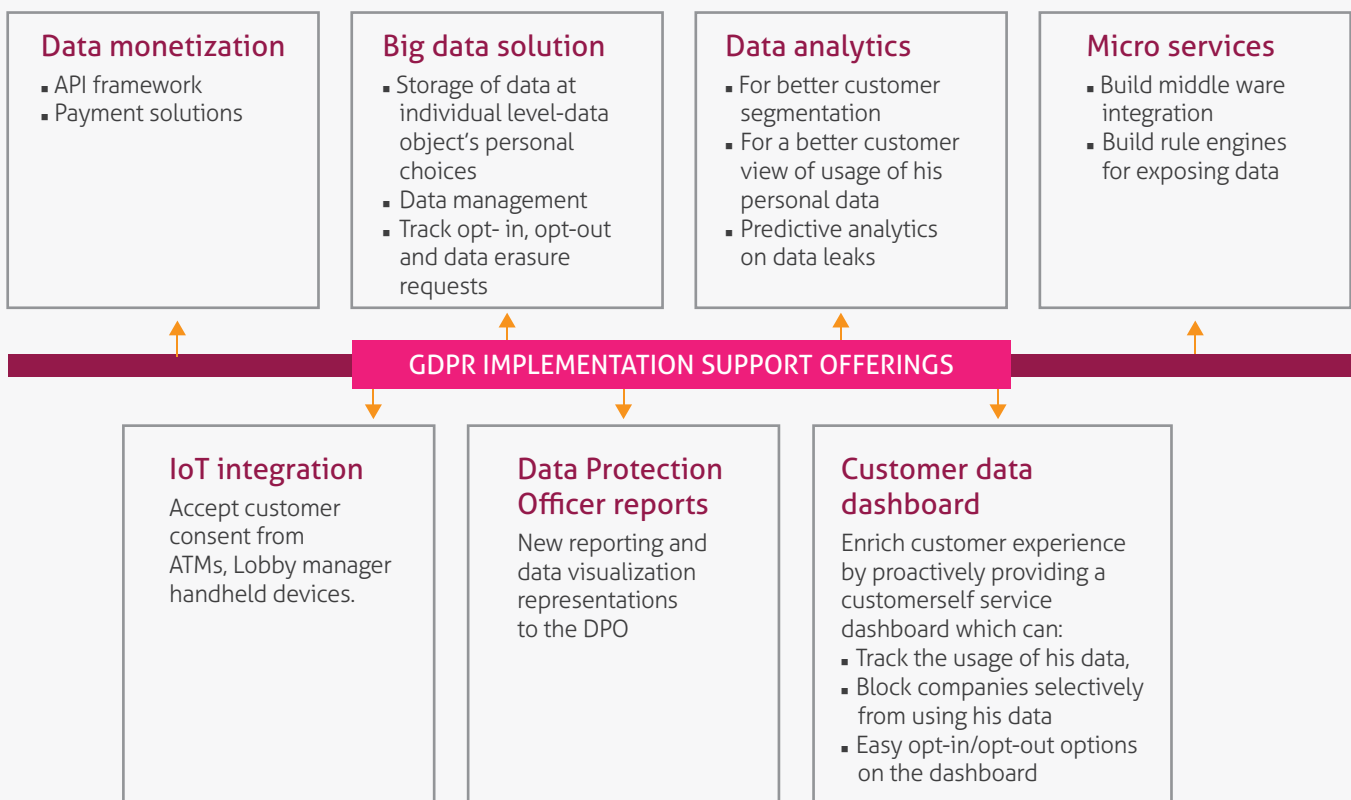 Data monetization
▪ API framework
▪ Payment solutions
Big data solution
▪ Storage of data at
individual level-data
object's personal
choices
▪ Data management
▪ Track opt- in, opt-out
and data erasure
requests
Data analytics
▪ For better customer
segmentation
▪ For a better customer
view of usage of his
personal data
▪ Predictive analytics
on data leaks
Micro services
▪ Build middle ware
integration
▪ Build rule engines
for exposing data
GDPR IMPLEMENTATION SUPPORT OFFERINGS
IoT integration
Accept customer
consent from
ATMs, Lobby manager
handheld devices.
Data Protection
Officer reports
New reporting and
data visualization
representations
to the DPO
Customer data
dashboard
Enrich customer experience
by proactively providing a
customerself service
dashboard which can:
▪ Track the usage of his data,
▪ Block companies selectively
from using his data
▪ Easy opt-in/opt-out options
on the dashboard